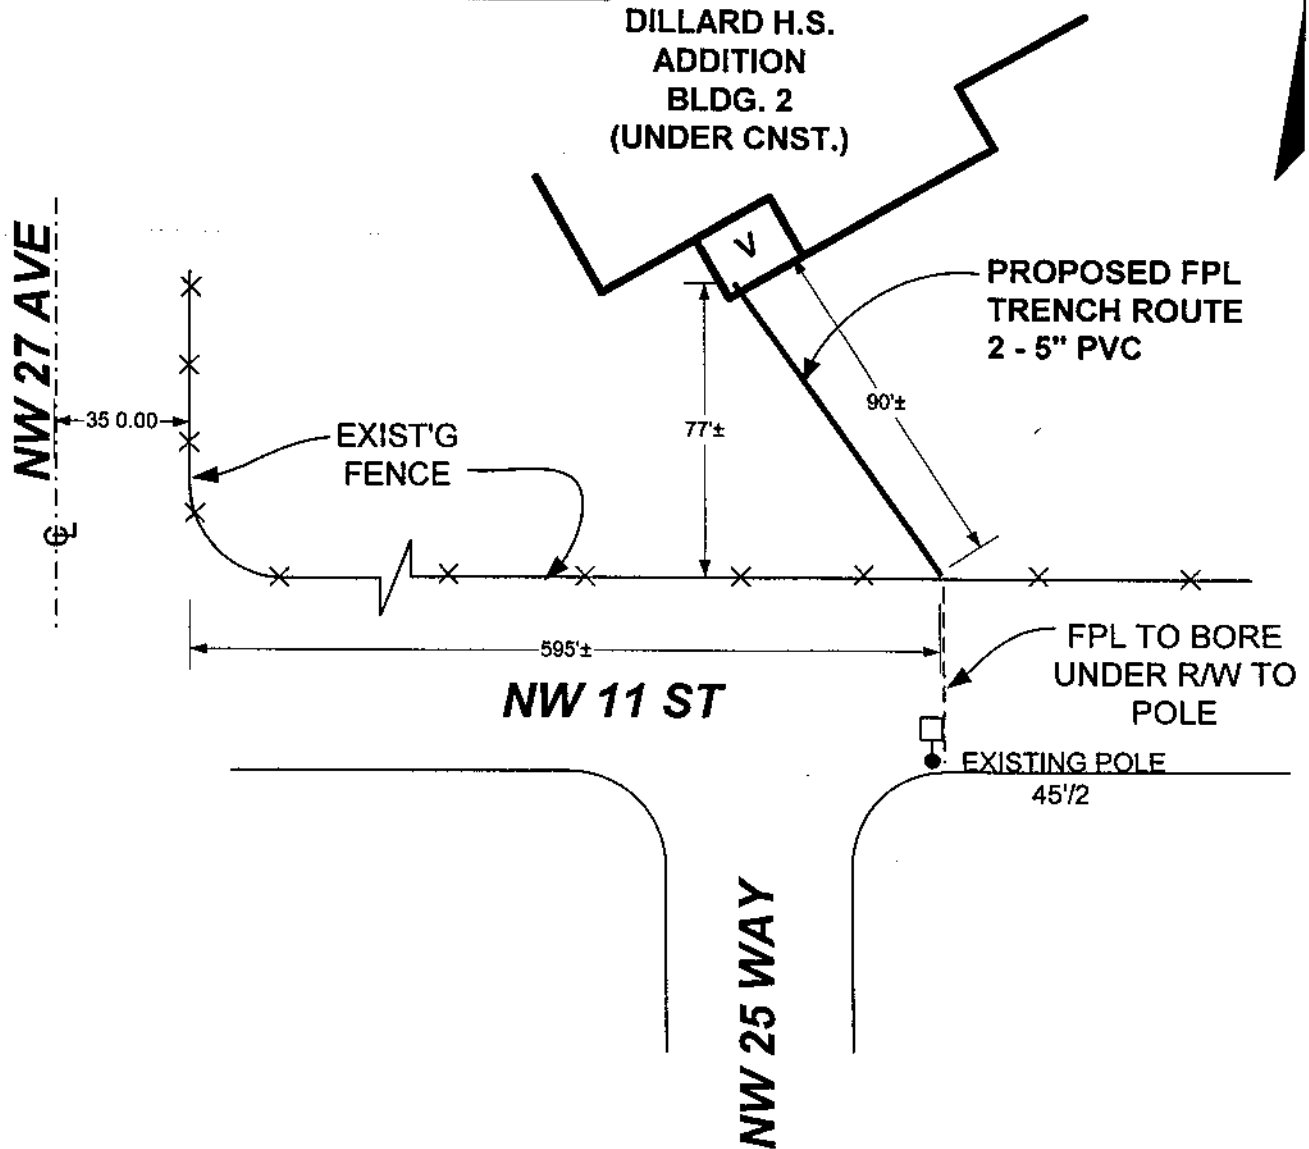 DILLARD H.S.
ADDITION
BLDG. 2
(UNDER CNST.)
V
NW 27 AVE
PROPOSED FPL
TRENCH ROUTE
2 - 5" PVC
35 0.00
EXIST'G
FENCE
77'±
90'±
595'±
NW 11 ST
FPL TO BORE
UNDER R/W TO
POLE
EXISTING POLE
45'/2
NW 25 WAY